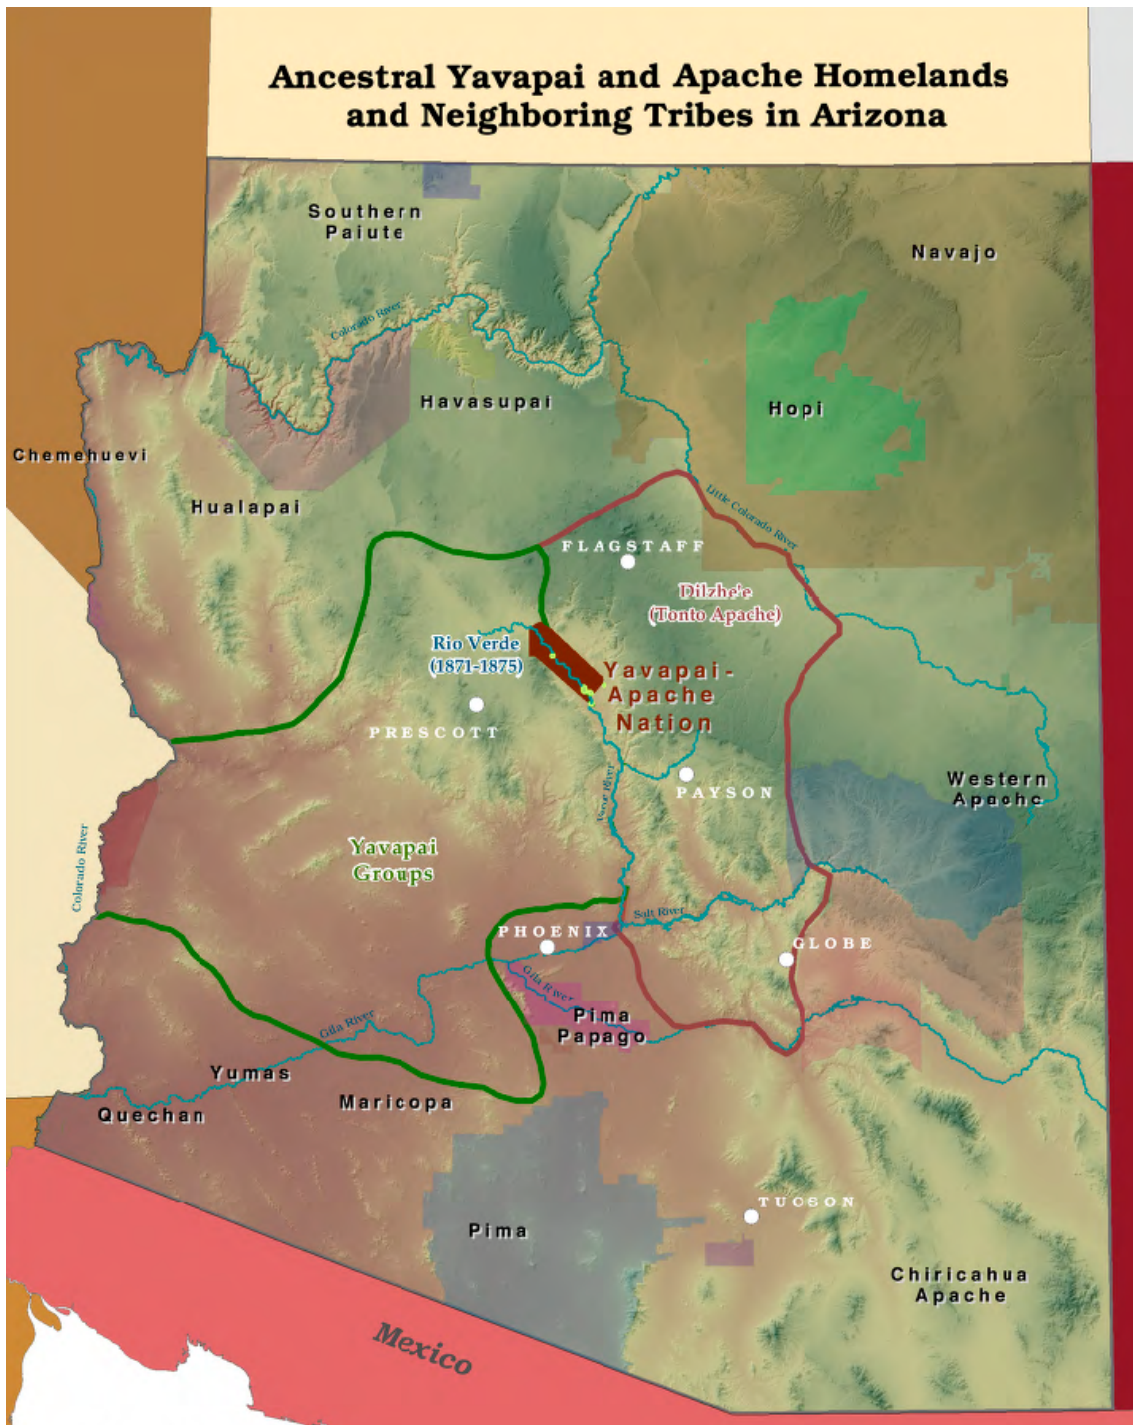 Ancestral Yavapai and Apache Homelands
and Neighboring Tribes in Arizona
Southern
Paiute
Navajo
Colorado River
Havasupai
Hopi
Chemehuevi
Hualapai
Little Colorado River
FLAGSTAFF
Dilzhe'e
(Tonto Apache)
Rio Verde
(1871-1875)
Yavapai-
Apache
Nation
PRESCOTT
Western
Apache
PAYSON
Verde River
Yavapai
Groups
Colorado River
Salt River
PHOENIX
GLOBE
Gila River
Pima
Papago
Gila River
Yumas
Maricopa
Quechan
TUCSON
Pima
Chiricahua
Apache
Mexico